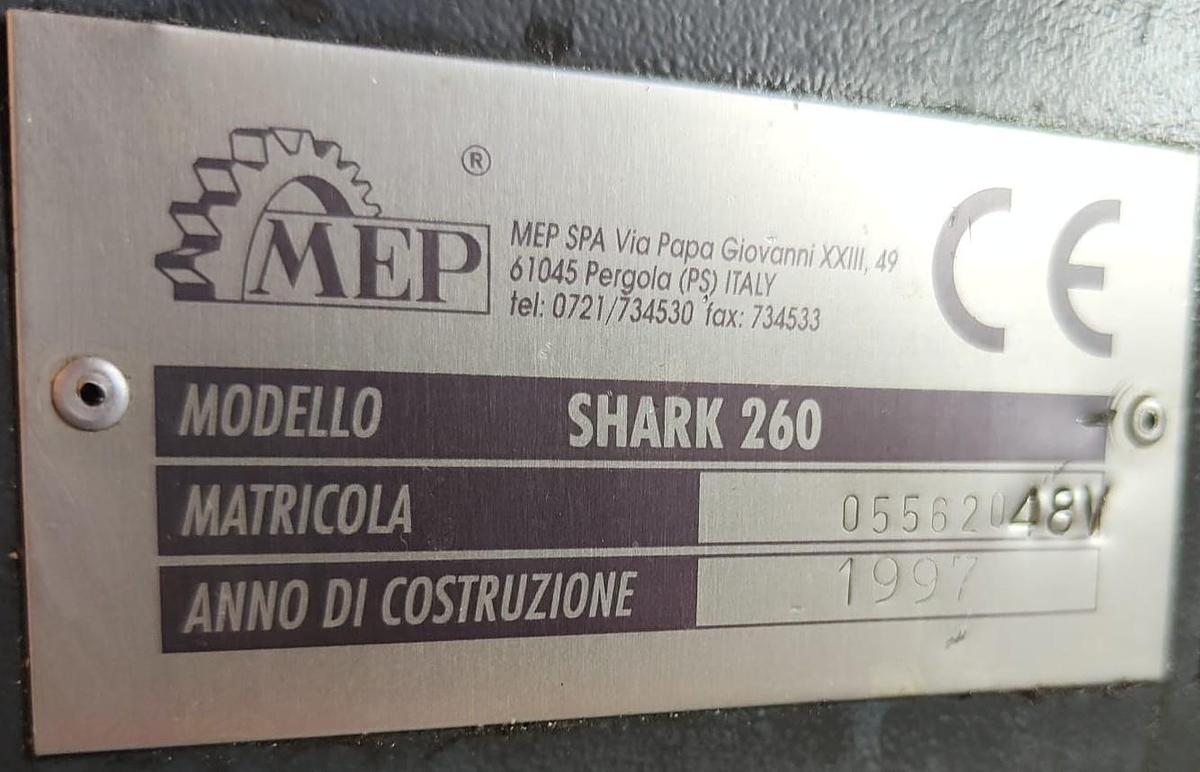 ®
MEP
MEP SPA Via Papa Giovanni XXIII, 49
61045 Pergola (PS) ITALY
tel: 0721/734530 fax: 734533
CE
MODELLO SHARK 260
MATRICOLA 05562048V
ANNO DI COSTRUZIONE 1997